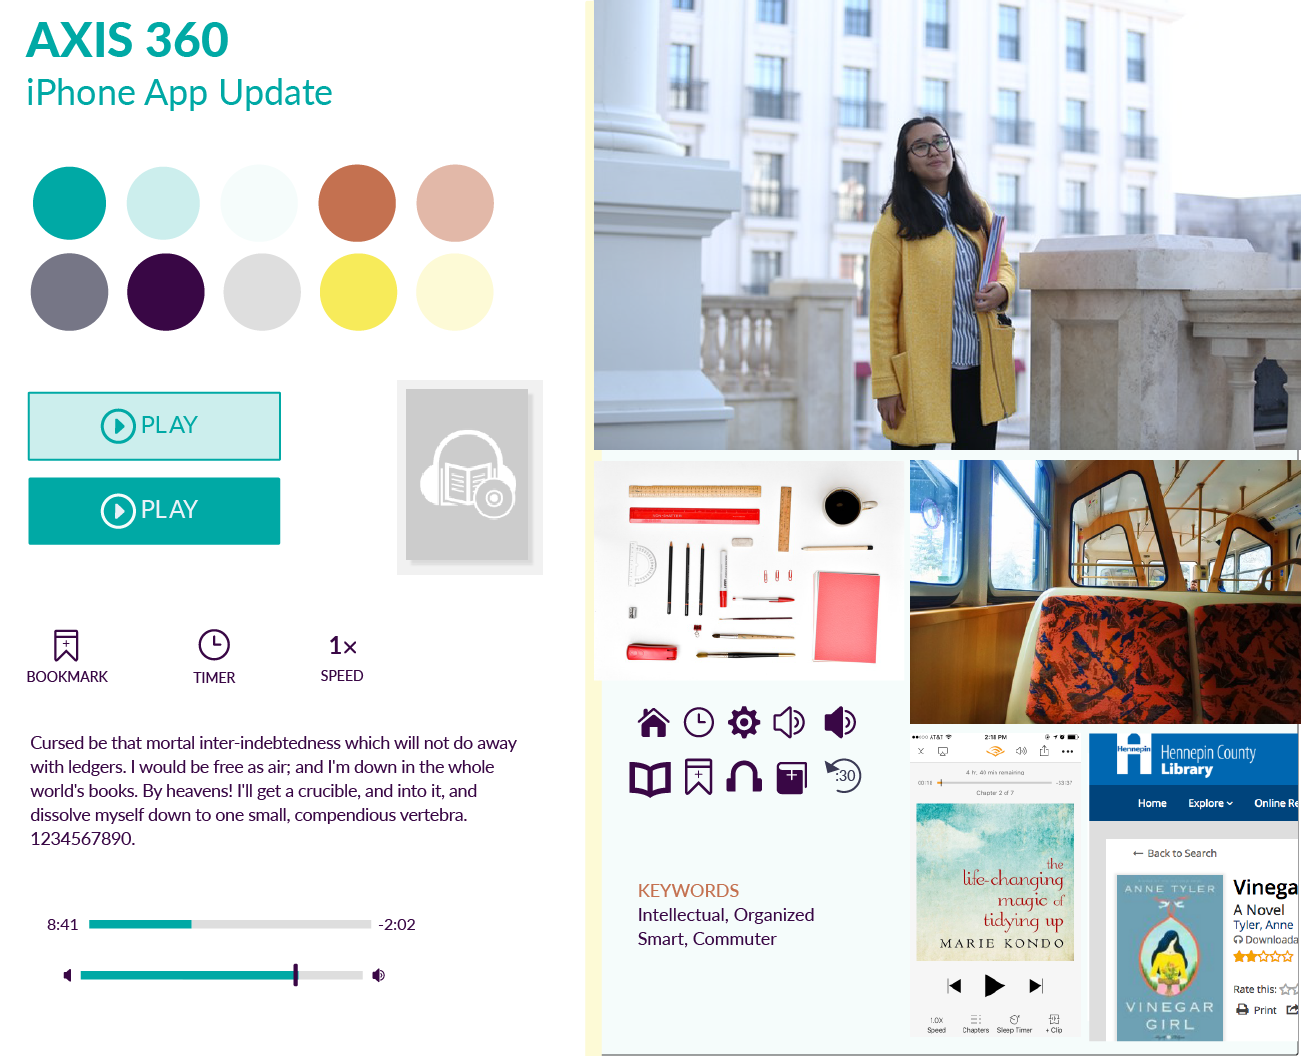 AXIS 360
iPhone App Update
PLAY
PLAY
BOOKMARK
TIMER
1x
SPEED
Cursed be that mortal inter-indebtedness which will not do away
with ledgers. I would be free as air; and I'm down in the whole
world's books. By heavens! I'll get a crucible, and into it, and
dissolve myself down to one small, compendious vertebra.
1234567890.
8:41
-2:02
:30
KEYWORDS
Intellectual, Organized
Smart, Commuter
AT&T
2:18 PM
4 hr, 46 min remaining
Chapter 2 of 7
the
life-changing
magic of
tidying up
MARIE KONDO
1.0X
Speed
Chapters
Sleep Timer
+ Clip
Hennepin
Hennepin County
Library
Home
Explore
Online Re
← Back to Search
ANNE TYLER
VINEGAR
GIRL
Vinega
A Novel
Tyler, Anne
Downloada
Rate this:
Print